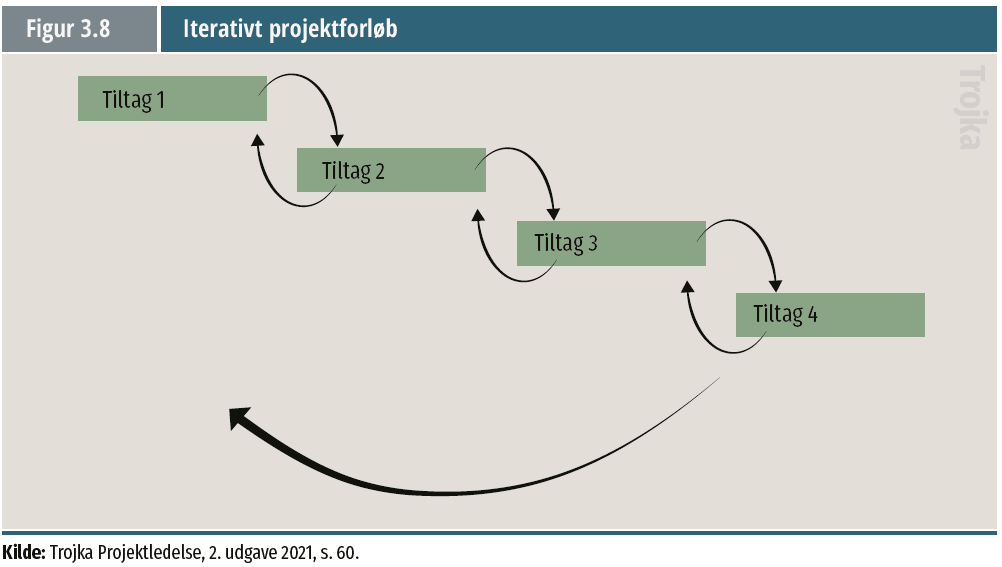 Figur 3.8
Iterativt projektforløb
Trojka
Tiltag 1
Tiltag 2
Tiltag 3
Tiltag 4
Kilde: Trojka Projektledelse, 2. udgave 2021, s. 60.